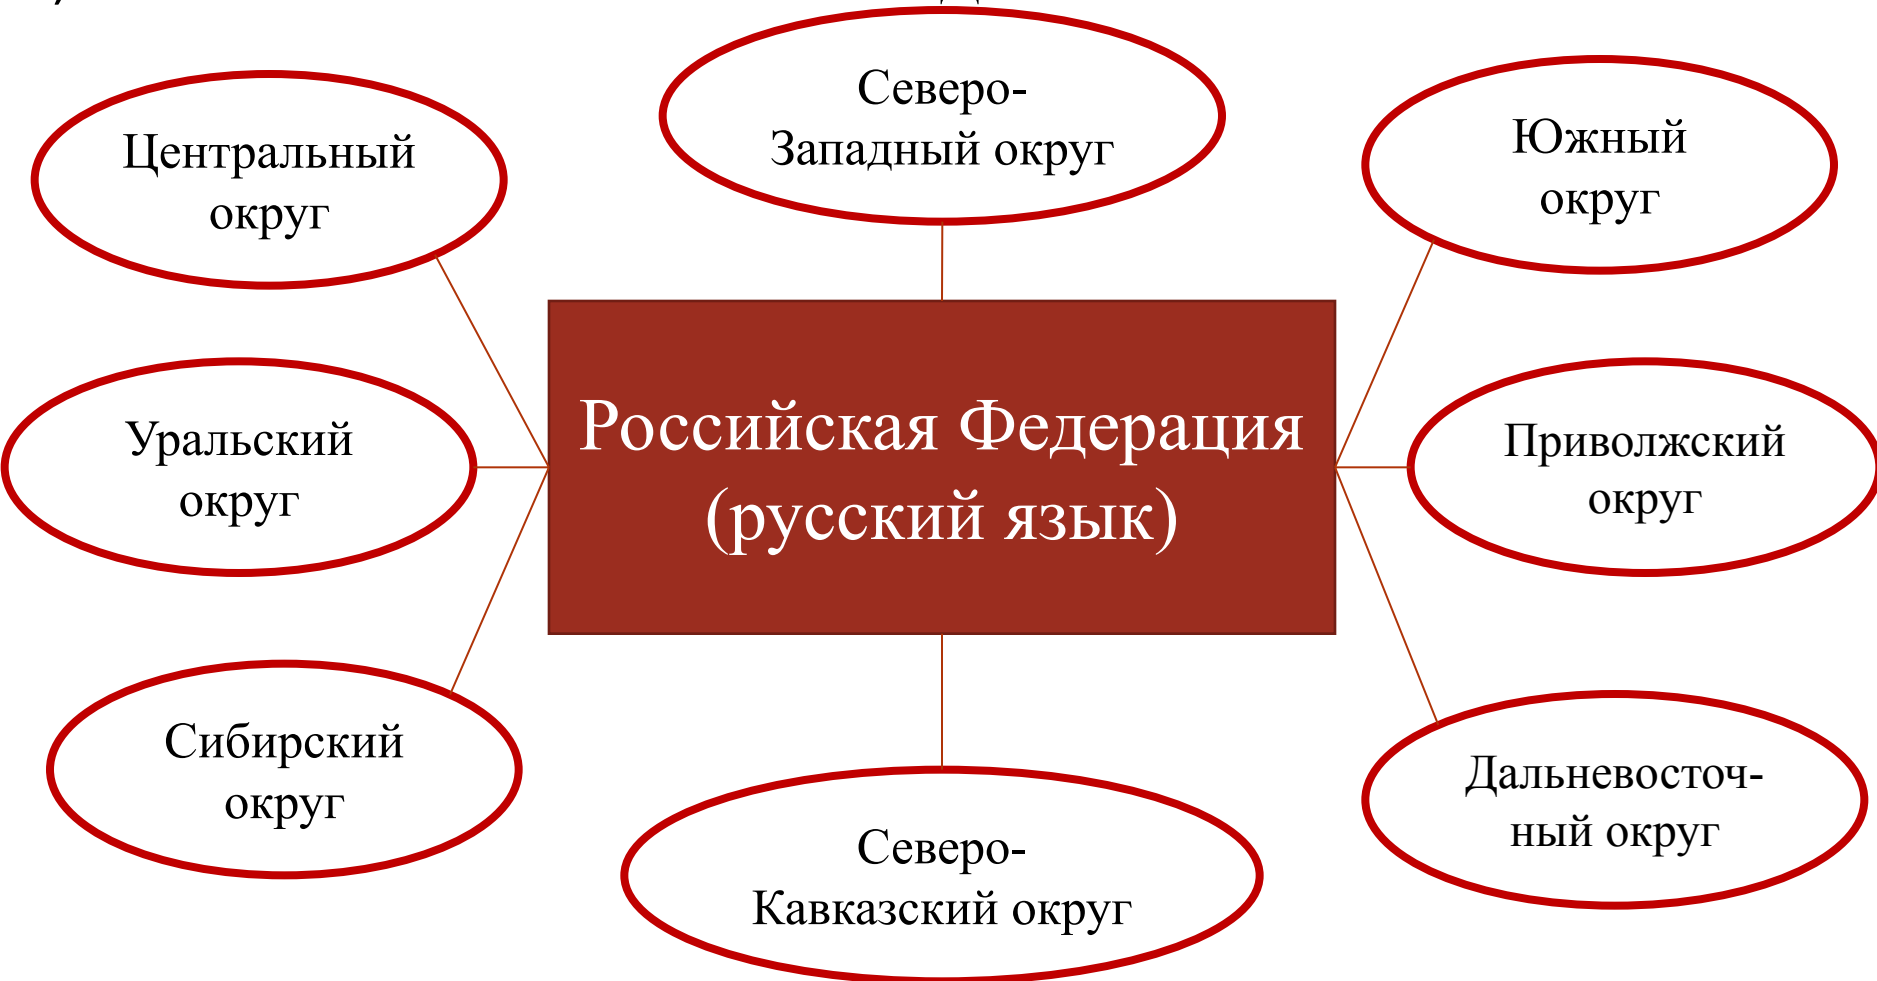 Северо-
Западный округ
Центральный
округ
Южный
округ
Российская Федерация
(русский язык)
Уральский
округ
Приволжский
округ
Сибирский
округ
Дальневосточ-
ный округ
Северо-
Кавказский округ